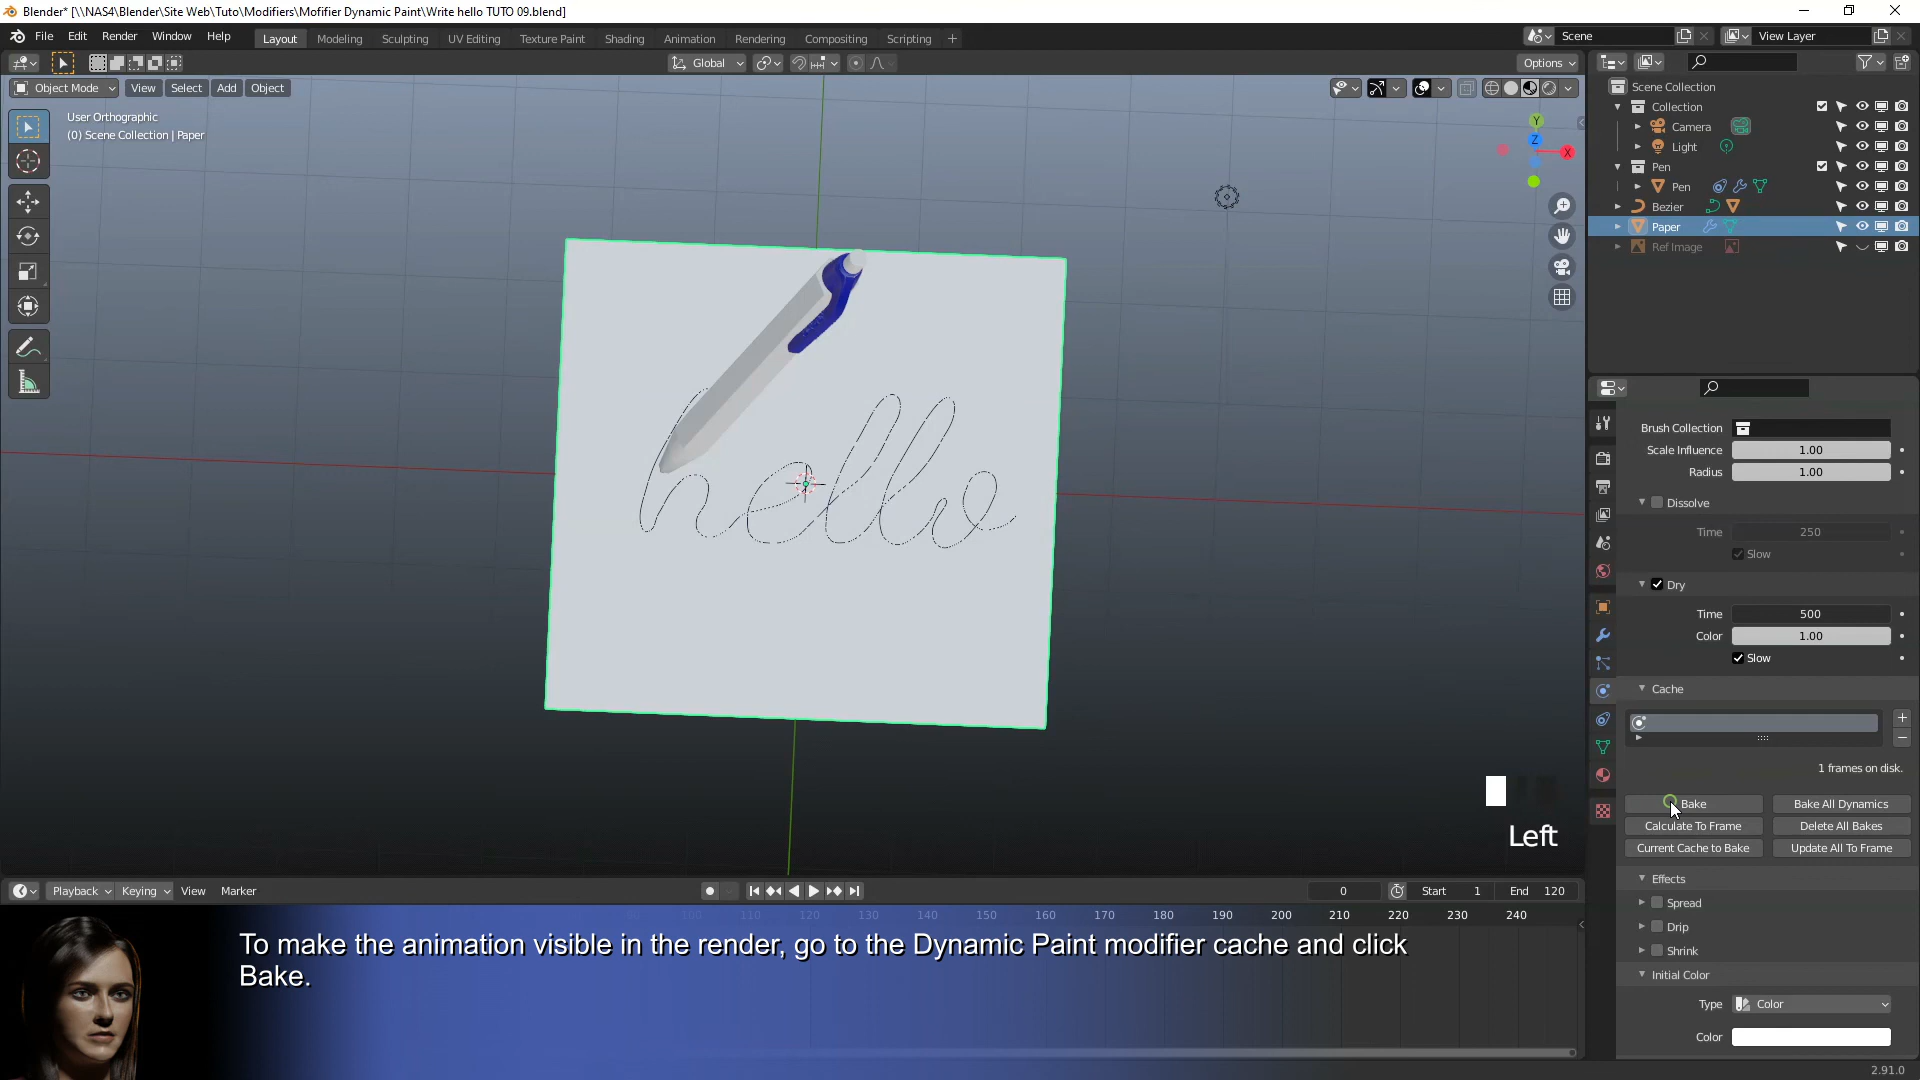 Blender* [\\NAS4\Blender\Site Web\Tuto\Modifiers\Mofifier Dynamic Paint\Write hello TUTO 09.blend]
File Edit Render Window Help
Layout Modeling Sculpting UV Editing Texture Paint Shading Animation Rendering Compositing Scripting +
Scene
View Layer
Global
Options
Object Mode View Select Add Object
User Orthographic
(0) Scene Collection | Paper
Y
Z
X
hello
Left
Scene Collection
Collection
Camera
Light
Pen
Pen
Bezier
Paper
Ref Image
Brush Collection
Scale Influence 1.00
Radius 1.00
Dissolve
Time 250
Slow
Dry
Time 500
Color 1.00
Slow
Cache
1 frames on disk.
Bake Bake All Dynamics
Calculate To Frame Delete All Bakes
Current Cache to Bake Update All To Frame
Effects
Spread
Drip
Shrink
Initial Color
Type Color
Color
Playback Keying View Marker
0 Start 1 End 120
100 110 120 130 140 150 160 170 180 190 200 210 220 230 240
To make the animation visible in the render, go to the Dynamic Paint modifier cache and click
Bake.
2.91.0